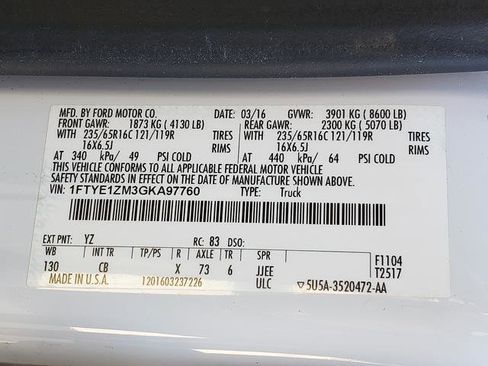 MFD. BY FORD MOTOR CO. 03/16 GVWR: 3901 KG ( 8600 LB)
FRONT GAWR: 1873 KG ( 4130 LB) REAR GAWR: 2300 KG ( 5070 LB)
WITH 235/65R16C 121/119R TIRES WITH 235/65R16C 121/119R TIRES
16X6.5J RIMS 16X6.5J RIMS
AT 340 kPa/ 49 PSI COLD AT 440 kPa/ 64 PSI COLD
THIS VEHICLE CONFORMS TO ALL APPLICABLE FEDERAL MOTOR VEHICLE
SAFETY STANDARDS IN EFFECT ON THE DATE OF MANUFACTURE SHOWN ABOVE.
VIN: 1FTYE1ZM3GKA97760 TYPE: Truck
EXT PNT: YZ RC: 83 DSO:
WB INT TR TP/PS R AXLE TR SPR F1104
130 CB X 73 6 JJEE T2517
MADE IN U.S.A. 1201603237226 ULC ▽5U5A-3520472-AA